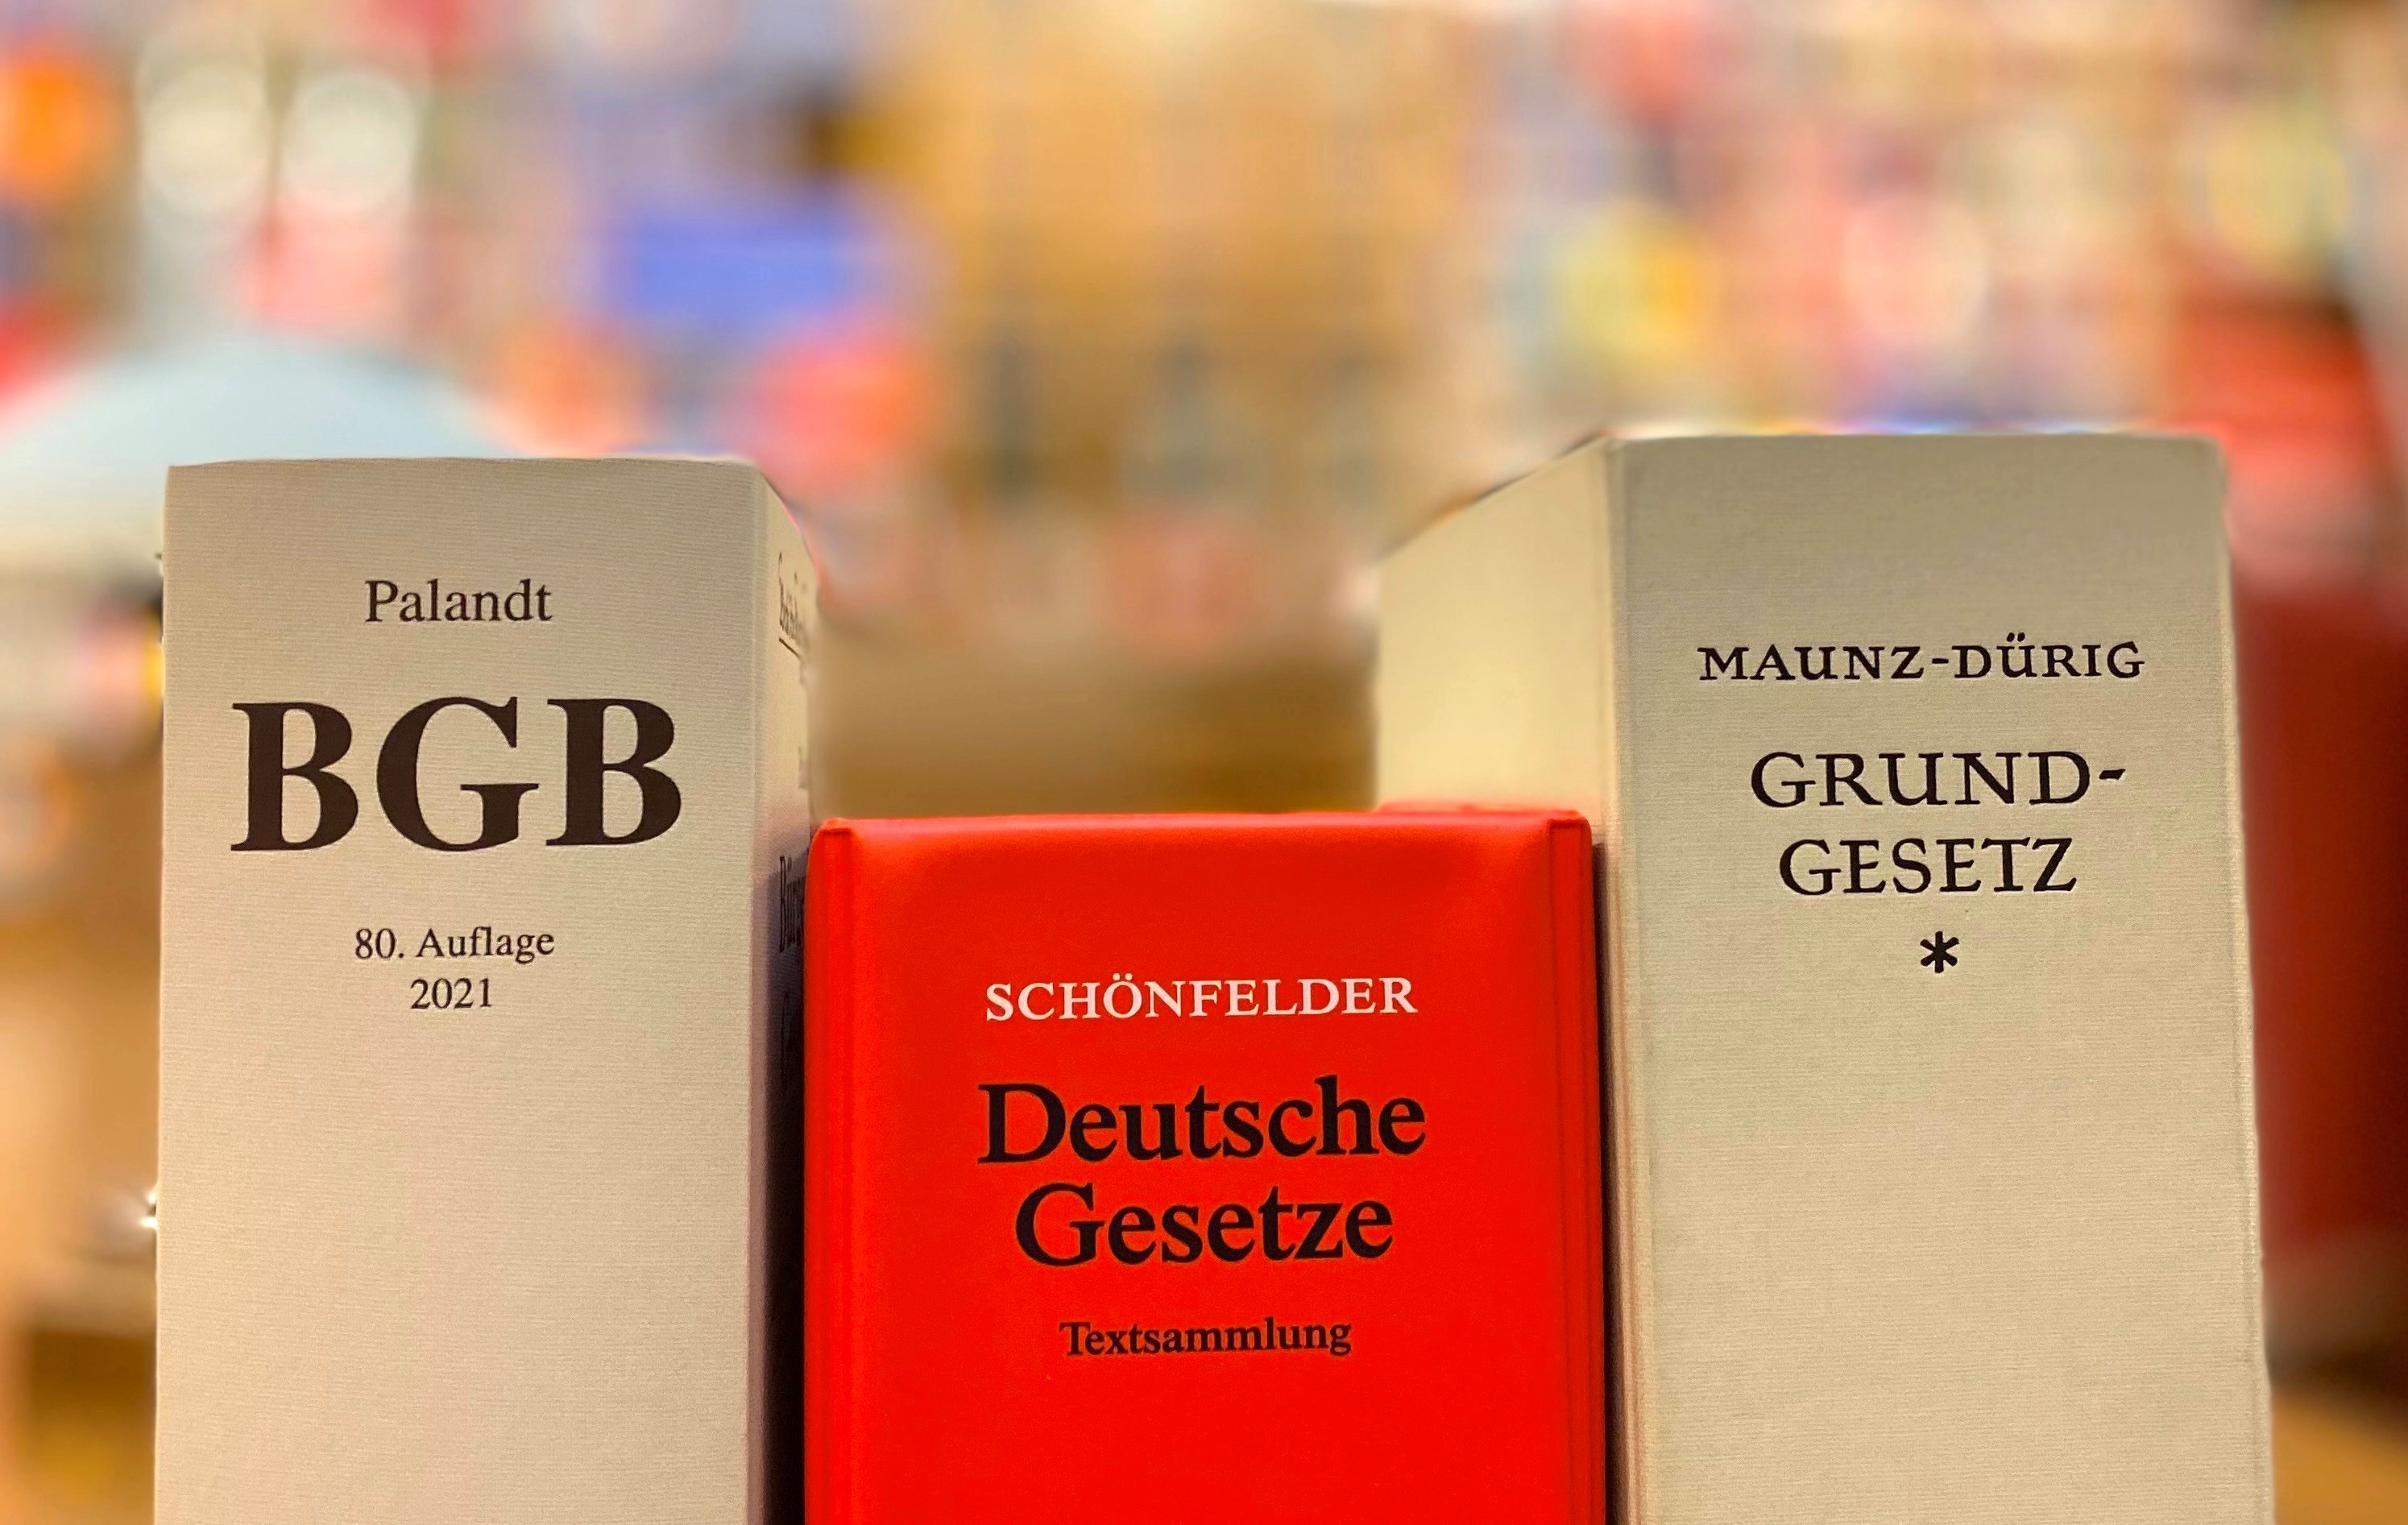 Palandt
BGB
80. Auflage
2021
SCHÖNFELDER
Deutsche
Gesetze
Textsammlung
MAUNZ-DÜRIG
GRUND-
GESETZ
*